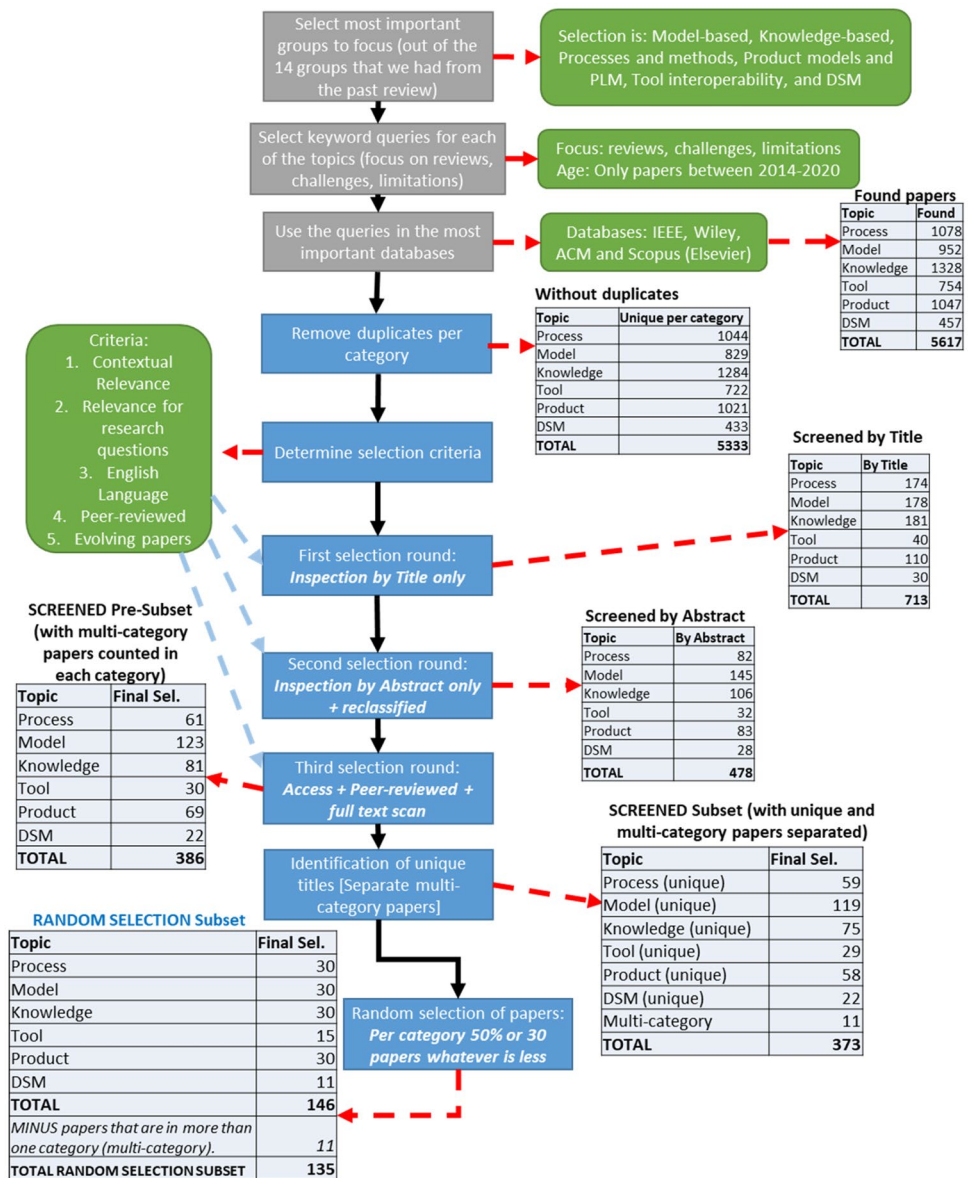 Select most important
groups to focus (out of the
14 groups that we had from
the past review)
Selection is: Model-based, Knowledge-based,
Processes and methods, Product models and
PLM, Tool interoperability, and DSM
Select keyword queries for each
of the topics (focus on reviews,
challenges, limitations)
Focus: reviews, challenges, limitations
Age: Only papers between 2014-2020
Use the queries in the most
important databases
Databases: IEEE, Wiley,
ACM and Scopus (Elsevier)
Found papers
Topic Found
Process 1078
Model 952
Knowledge 1328
Tool 754
Product 1047
DSM 457
TOTAL 5617
Remove duplicates per
category
Without duplicates
Topic Unique per category
Process 1044
Model 829
Knowledge 1284
Tool 722
Product 1021
DSM 433
TOTAL 5333
Criteria:
1. Contextual
Relevance
2. Relevance for
research
questions
3. English
Language
4. Peer-reviewed
5. Evolving papers
Determine selection criteria
First selection round:
Inspection by Title only
Screened by Title
Topic By Title
Process 174
Model 178
Knowledge 181
Tool 40
Product 110
DSM 30
TOTAL 713
Second selection round:
Inspection by Abstract only
+ reclassified
Screened by Abstract
Topic By Abstract
Process 82
Model 145
Knowledge 106
Tool 32
Product 83
DSM 28
TOTAL 478
Third selection round:
Access + Peer-reviewed +
full text scan
SCREENED Pre-Subset
(with multi-category
papers counted in
each category)
Topic Final Sel.
Process 61
Model 123
Knowledge 81
Tool 30
Product 69
DSM 22
TOTAL 386
Identification of unique
titles [Separate multi-
category papers]
SCREENED Subset (with unique and
multi-category papers separated)
Topic Final Sel.
Process (unique) 59
Model (unique) 119
Knowledge (unique) 75
Tool (unique) 29
Product (unique) 58
DSM (unique) 22
Multi-category 11
TOTAL 373
Random selection of papers:
Per category 50% or 30
papers whatever is less
RANDOM SELECTION Subset
Topic Final Sel.
Process 30
Model 30
Knowledge 30
Tool 15
Product 30
DSM 11
TOTAL 146
MINUS papers that are in more than
one category (multi-category). 11
TOTAL RANDOM SELECTION SUBSET 135